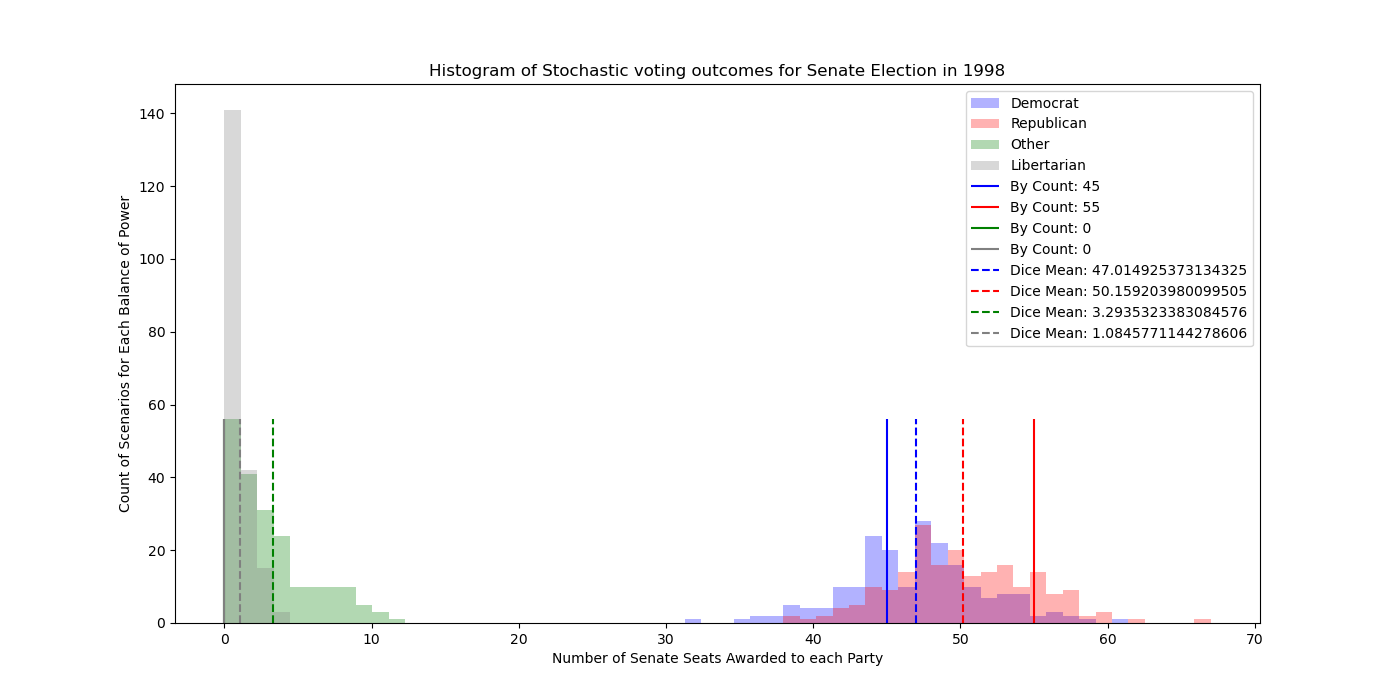 Histogram of Stochastic voting outcomes for Senate Election in 1998
Democrat
Republican
Other
Libertarian
By Count: 45
By Count: 55
By Count: 0
By Count: 0
Dice Mean: 47.014925373134325
Dice Mean: 50.159203980099505
Dice Mean: 3.2935323383084576
Dice Mean: 1.0845771144278606
Count of Scenarios for Each Balance of Power
140
120
100
80
60
40
20
0
0 10 20 30 40 50 60 70
Number of Senate Seats Awarded to each Party